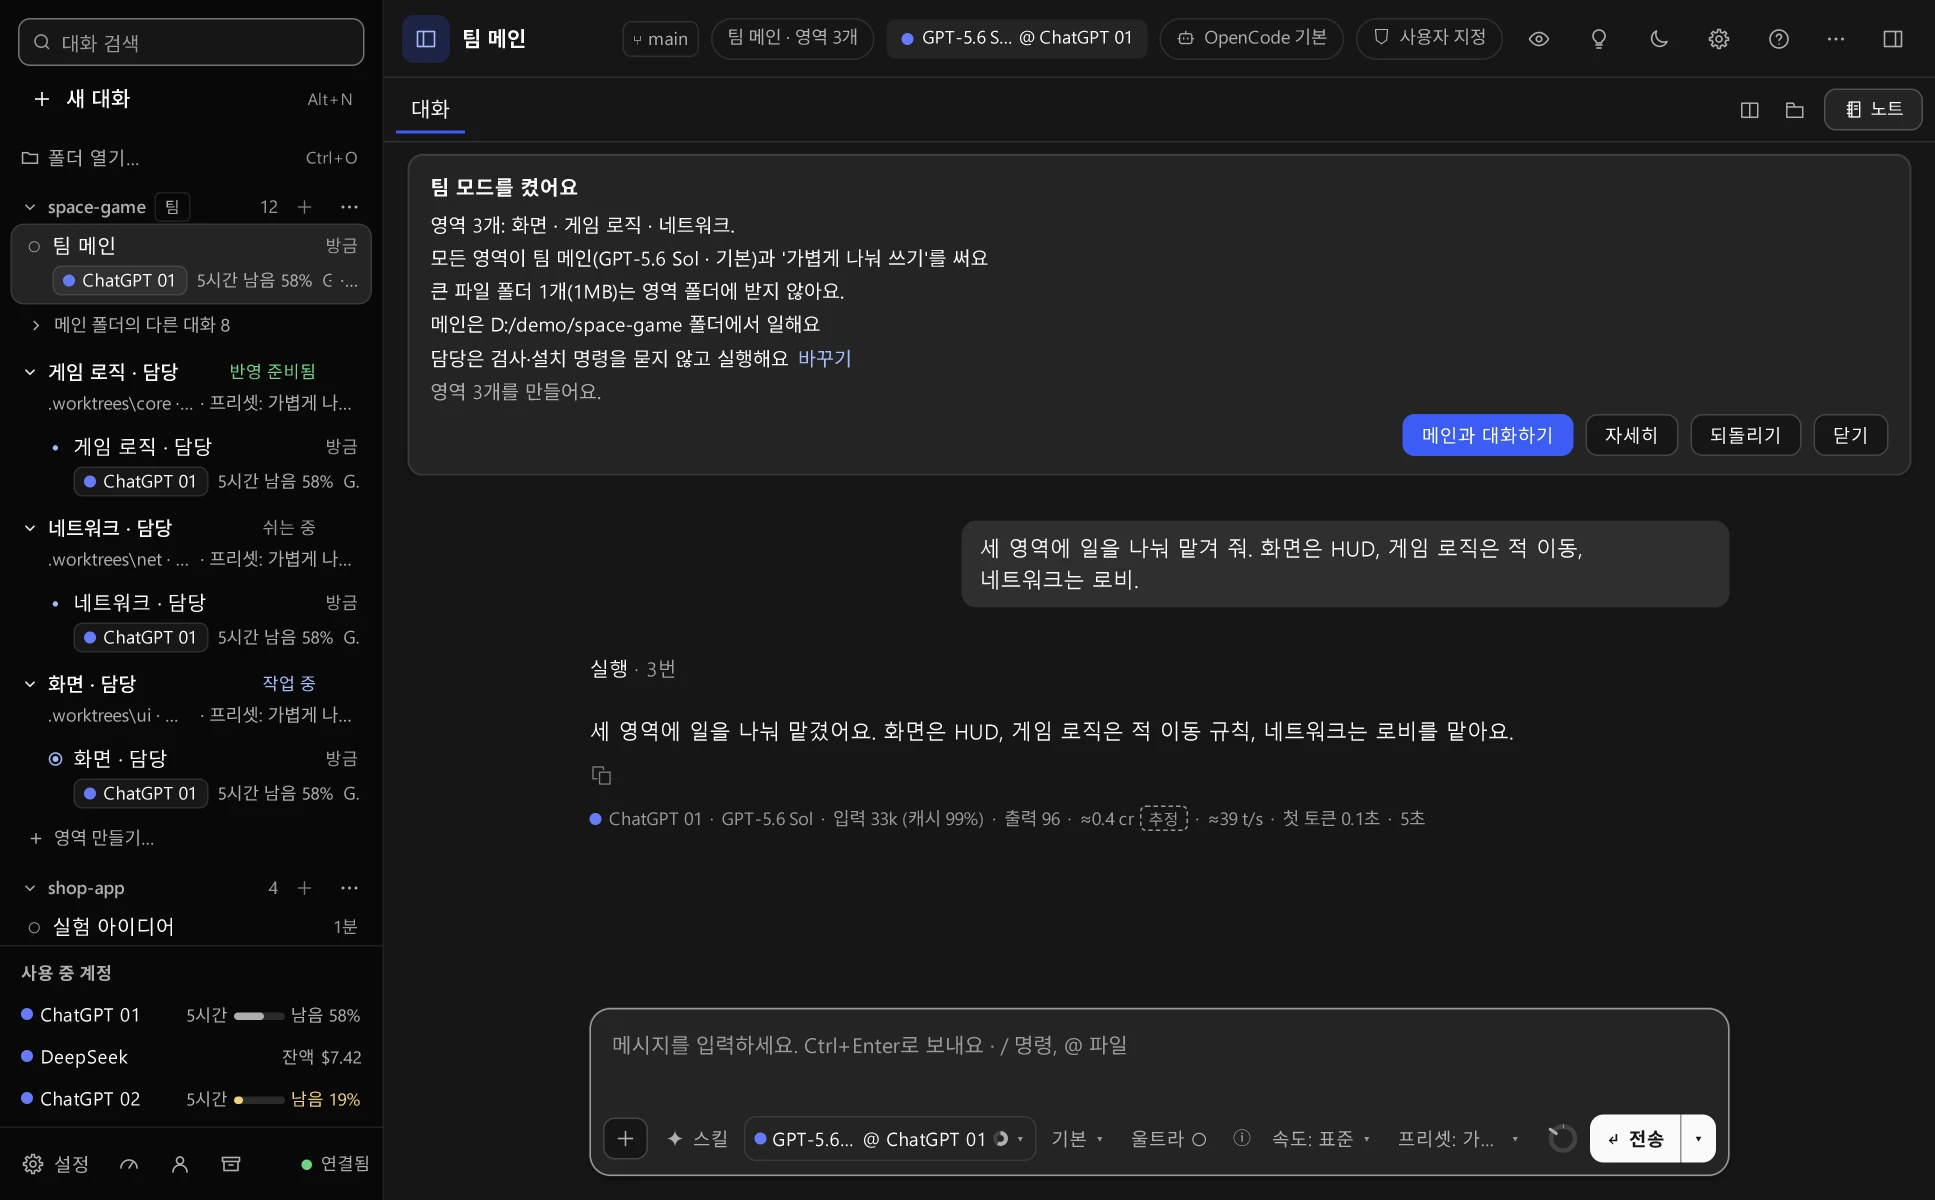 대화 검색
새 대화 Alt+N
폴더 열기... Ctrl+O
space-game 팀 12
팀 메인 방금
ChatGPT 01 5시간 남음 58% G ·...
메인 폴더의 다른 대화 8
게임 로직 · 담당 반영 준비됨
.worktrees\core ·... · 프리셋: 가볍게 나...
게임 로직 · 담당 방금
ChatGPT 01 5시간 남음 58% G.
네트워크 · 담당 쉬는 중
.worktrees\net · ... · 프리셋: 가볍게 나...
네트워크 · 담당 방금
ChatGPT 01 5시간 남음 58% G.
화면 · 담당 작업 중
.worktrees\ui · ... · 프리셋: 가볍게 나...
화면 · 담당 방금
ChatGPT 01 5시간 남음 58% G.
영역 만들기...
shop-app 4
실험 아이디어 1분
사용 중 계정
ChatGPT 01 5시간 남음 58%
DeepSeek 잔액 $7.42
ChatGPT 02 5시간 남음 19%
설정 연결됨
팀 메인 main 팀 메인 · 영역 3개 GPT-5.6 S... @ ChatGPT 01 OpenCode 기본 사용자 지정
대화 노트
팀 모드를 켰어요
영역 3개: 화면 · 게임 로직 · 네트워크.
모든 영역이 팀 메인(GPT-5.6 Sol · 기본)과 '가볍게 나눠 쓰기'를 써요
큰 파일 폴더 1개(1MB)는 영역 폴더에 받지 않아요.
메인은 D:/demo/space-game 폴더에서 일해요
담당은 검사·설치 명령을 묻지 않고 실행해요 바꾸기
영역 3개를 만들어요.
메인과 대화하기 자세히 되돌리기 닫기
세 영역에 일을 나눠 맡겨 줘. 화면은 HUD, 게임 로직은 적 이동,
네트워크는 로비.
실행 · 3번
세 영역에 일을 나눠 맡겼어요. 화면은 HUD, 게임 로직은 적 이동 규칙, 네트워크는 로비를 맡아요.
ChatGPT 01 · GPT-5.6 Sol · 입력 33k (캐시 99%) · 출력 96 · ≈0.4 cr 추정 · ≈39 t/s · 첫 토큰 0.1초 · 5초
메시지를 입력하세요. Ctrl+Enter로 보내요 · / 명령, @ 파일
스킬 GPT-5.6... @ ChatGPT 01 기본 울트라 속도: 표준 프리셋: 가... 전송